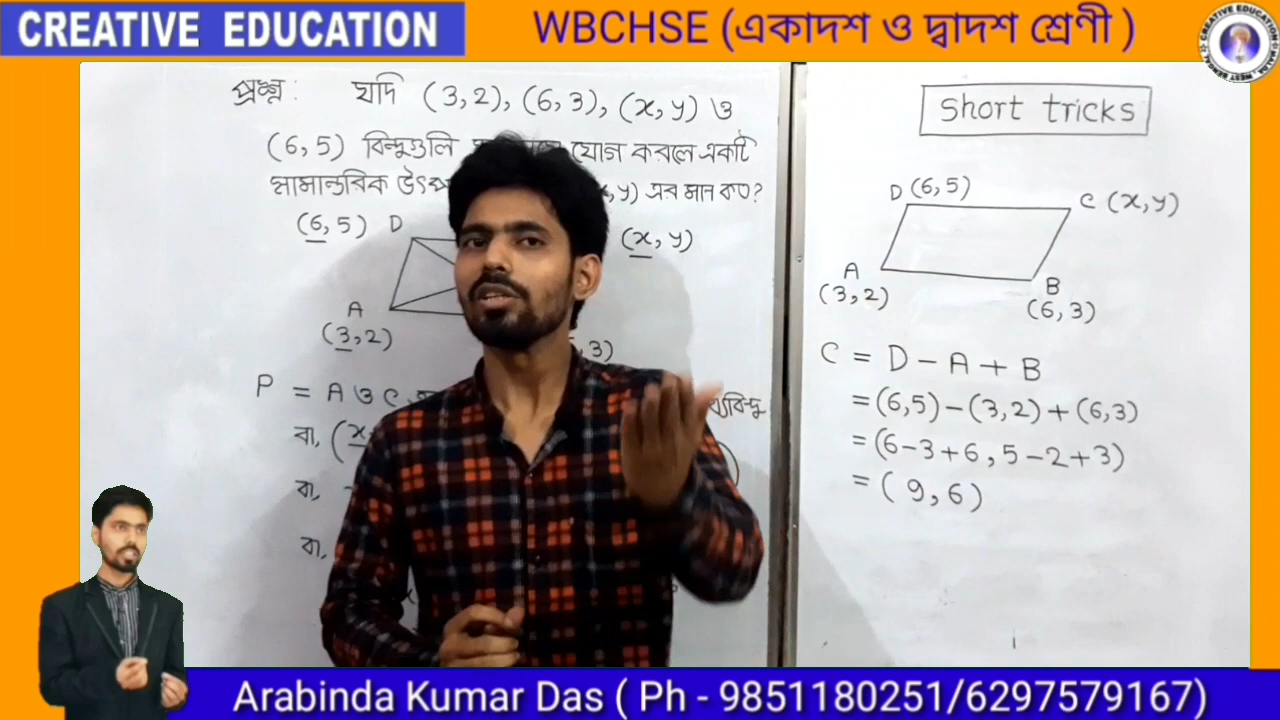 CREATIVE EDUCATION
WBCHSE (একাদশ ও দ্বাদশ শ্রেণী )
প্রশ্ন: যদি (3,2), (6,3), (x,y) ও
(6,5) বিন্দুগুলি যোগ করলে একটি
সামান্তরিক ,y) এর মান কত?
(6,5) D
(x, y)
A
(3,2)
, 3)
P = A ও C
বা, (x
বা,
বা,
Short tricks
D (6,5)
C (x,y)
A
(3,2)
B
(6,3)
C = D - A + B
= (6,5) - (3,2) + (6,3)
= (6-3+6, 5-2+3)
= (9,6)
Arabinda Kumar Das ( Ph - 9851180251/6297579167)